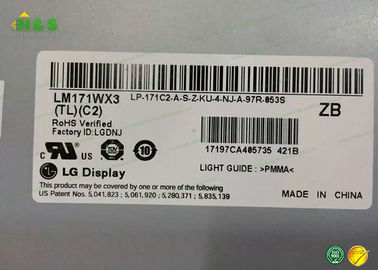 N&S
LM171WX3
(TL)(C2)
LP-171C2-A-S-Z-KU-4-NJ-A-97R-053S
ZB
RoHS Verified
Factory ID:LGDNJ
17197CA405735 421B
c US
10
LG Display
LIGHT GUIDE : >PMMA<
This product may be covered by one or more of the following
US Patent Nos. 5,041,823 ; 5,061,920 ; 5,280,371 ; 5,835,139
MADE IN CHINA